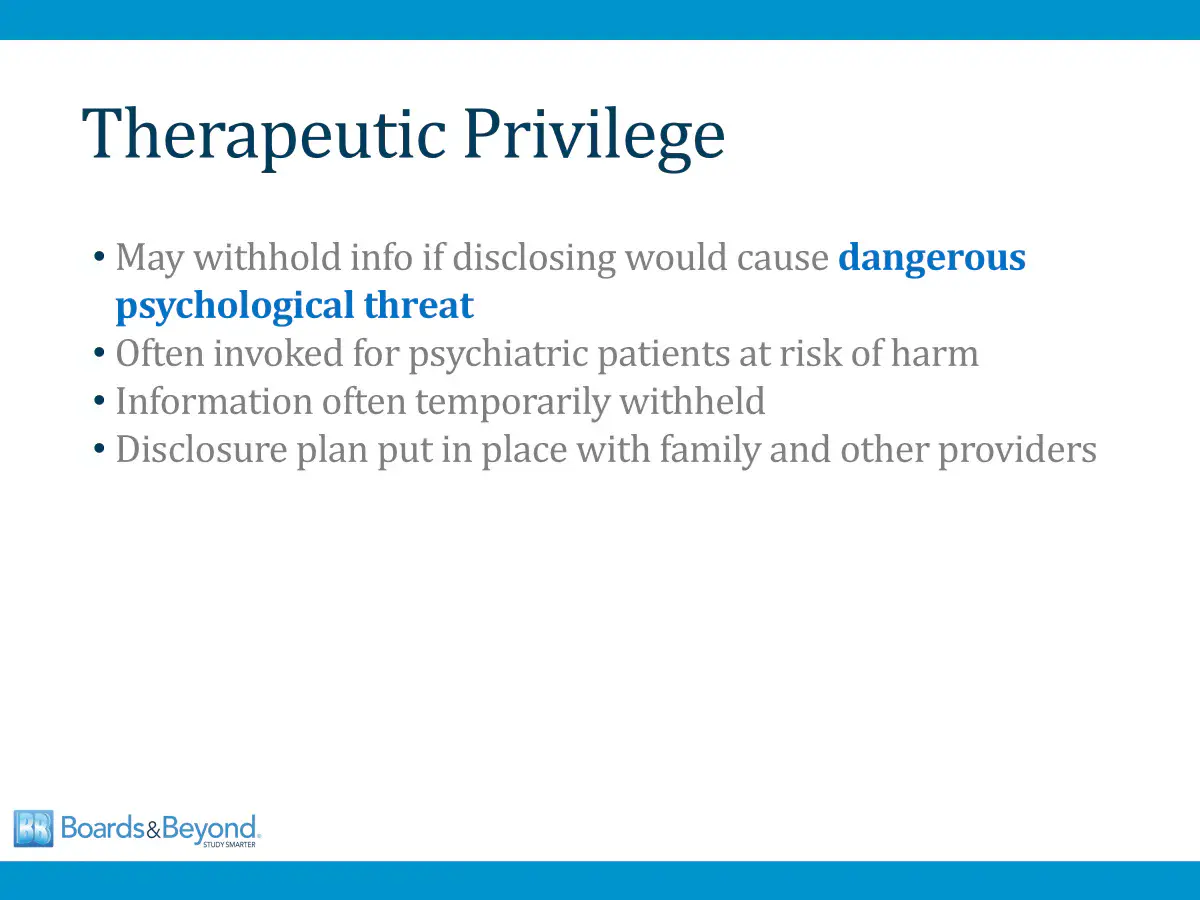 Therapeutic Privilege
• May withhold info if disclosing would cause dangerous
psychological threat
• Often invoked for psychiatric patients at risk of harm
• Information often temporarily withheld
• Disclosure plan put in place with family and other providers
BB Boards&Beyond®
STUDY SMARTER